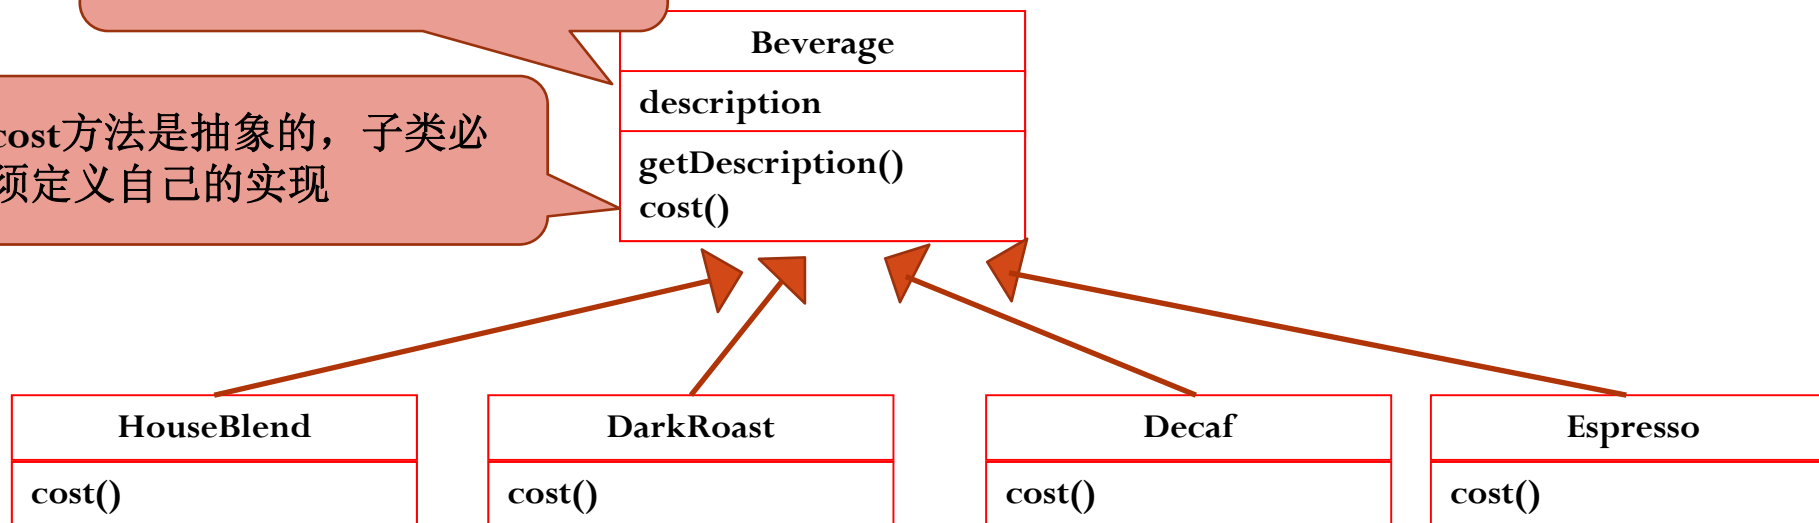 Beverage
description
getDescription()
cost()
cost方法是抽象的，子类必
须定义自己的实现
HouseBlend
cost()
DarkRoast
cost()
Decaf
cost()
Espresso
cost()